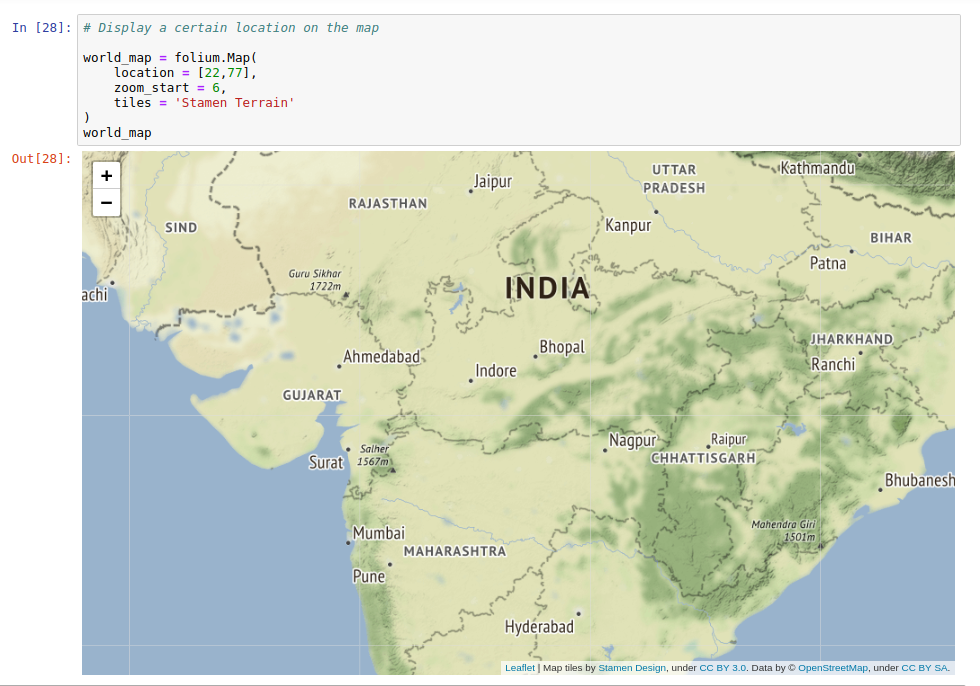 In [28]:
# Display a certain location on the map
world_map = folium.Map(
    location = [22,77],
    zoom_start = 6,
    tiles = 'Stamen Terrain'
)
world_map
Out[28]:
+
−
Jaipur
UTTAR
PRADESH
Kathmandu
RAJASTHAN
SIND
Kanpur
BIHAR
Patna
Guru Sikhar
1722m
achi
INDIA
JHARKHAND
Ranchi
Bhopal
Ahmedabad
Indore
GUJARAT
Nagpur
Raipur
CHHATTISGARH
Salher
1567m
Surat
Bhubanesh
Mahendra Giri
1501m
Mumbai
MAHARASHTRA
Pune
Hyderabad
Leaflet | Map tiles by Stamen Design, under CC BY 3.0. Data by © OpenStreetMap, under CC BY SA.